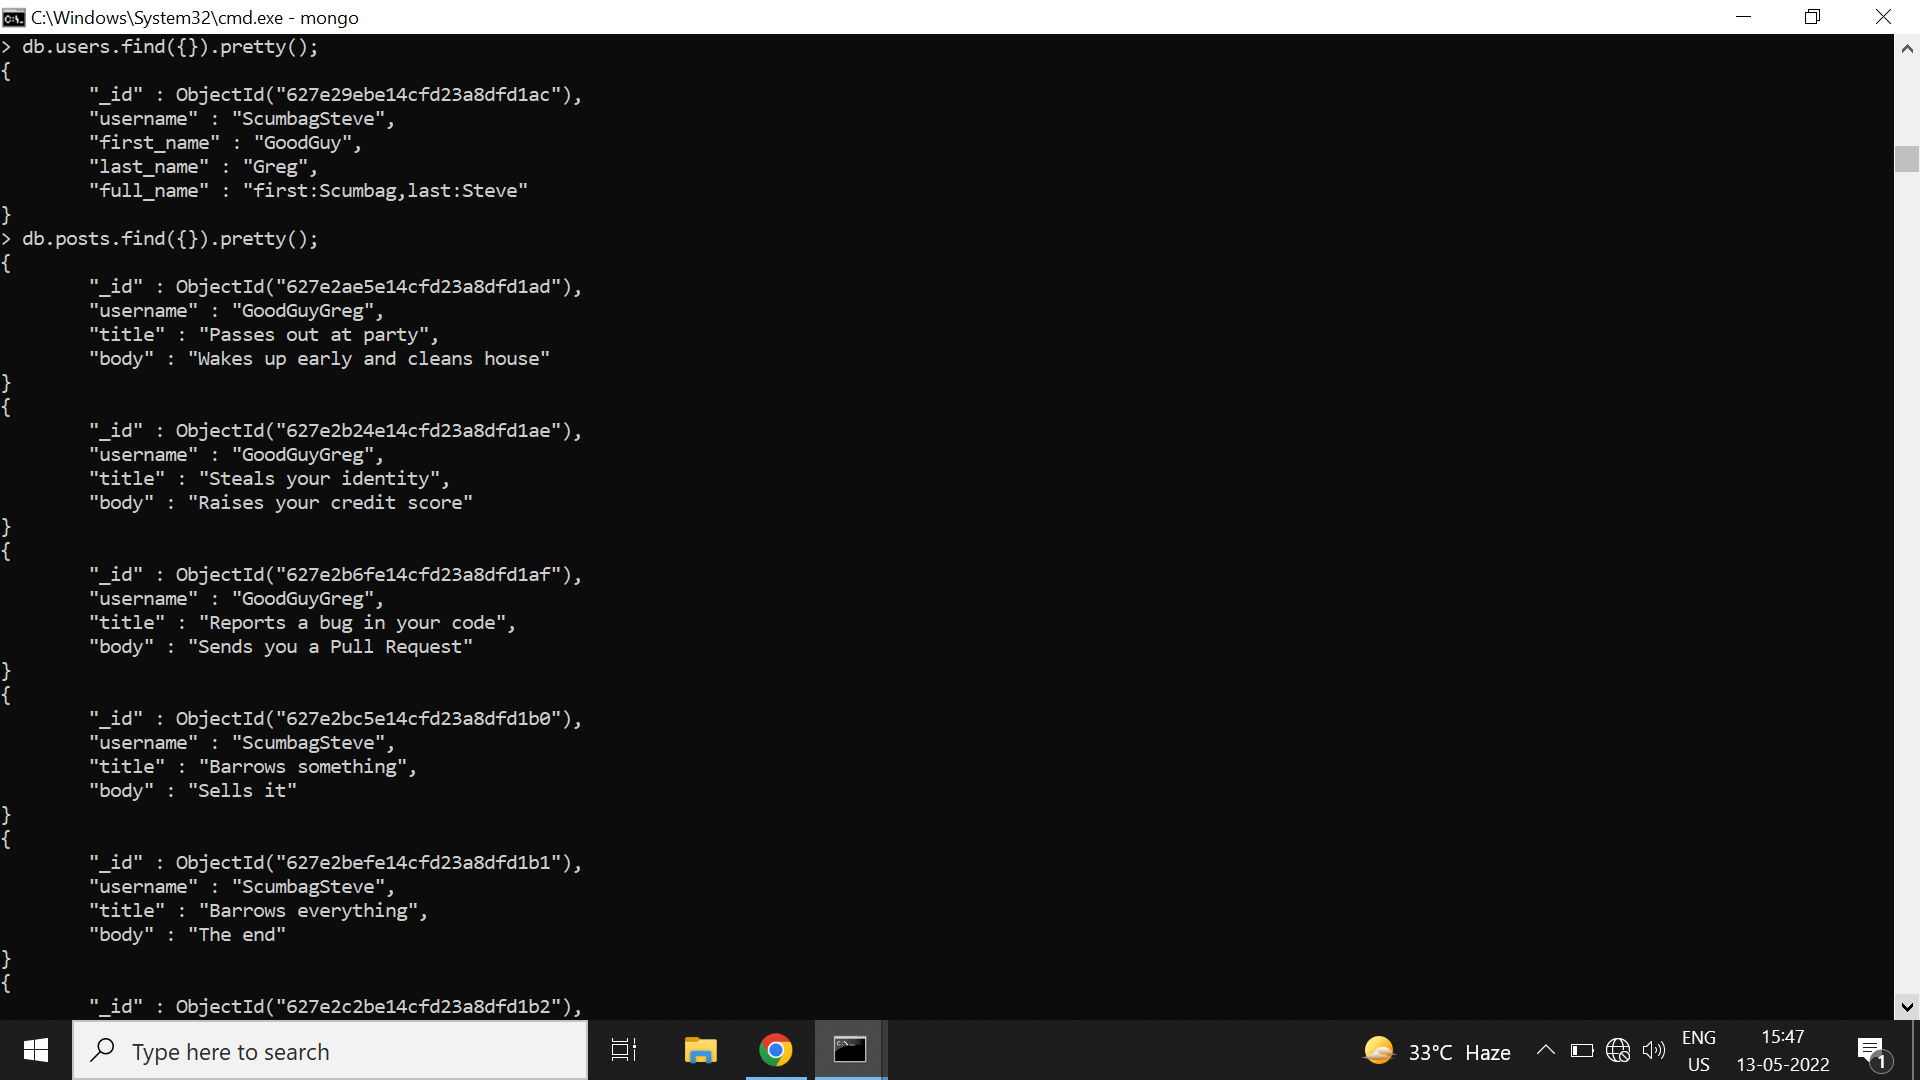 C:\Windows\System32\cmd.exe - mongo
> db.users.find({}).pretty();
{
        "_id" : ObjectId("627e29ebe14cfd23a8dfd1ac"),
        "username" : "ScumbagSteve",
        "first_name" : "GoodGuy",
        "last_name" : "Greg",
        "full_name" : "first:Scumbag,last:Steve"
}
> db.posts.find({}).pretty();
{
        "_id" : ObjectId("627e2ae5e14cfd23a8dfd1ad"),
        "username" : "GoodGuyGreg",
        "title" : "Passes out at party",
        "body" : "Wakes up early and cleans house"
}
{
        "_id" : ObjectId("627e2b24e14cfd23a8dfd1ae"),
        "username" : "GoodGuyGreg",
        "title" : "Steals your identity",
        "body" : "Raises your credit score"
}
{
        "_id" : ObjectId("627e2b6fe14cfd23a8dfd1af"),
        "username" : "GoodGuyGreg",
        "title" : "Reports a bug in your code",
        "body" : "Sends you a Pull Request"
}
{
        "_id" : ObjectId("627e2bc5e14cfd23a8dfd1b0"),
        "username" : "ScumbagSteve",
        "title" : "Barrows something",
        "body" : "Sells it"
}
{
        "_id" : ObjectId("627e2befe14cfd23a8dfd1b1"),
        "username" : "ScumbagSteve",
        "title" : "Barrows everything",
        "body" : "The end"
}
{
        "_id" : ObjectId("627e2c2be14cfd23a8dfd1b2"),
Type here to search
33°C Haze
ENG
US
15:47
13-05-2022
1